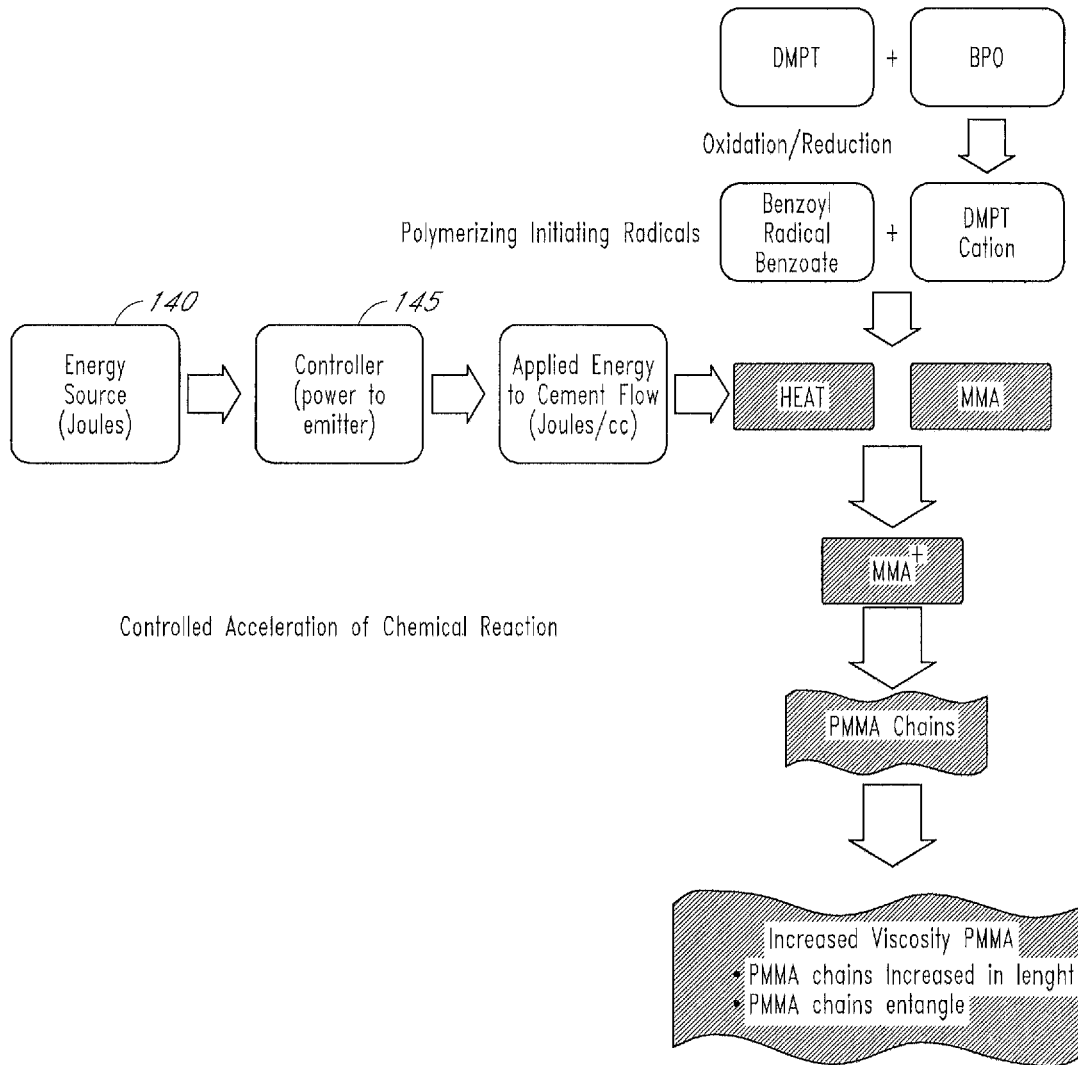 DMPT + BPO
Oxidation/Reduction
Polymerizing Initiating Radicals
Benzoyl
Radical
Benzoate
+
DMPT
Cation
140
145
Energy
Source
(Joules)
Controller
(power to
emitter)
Applied Energy
to Cement Flow
(Joules/cc)
HEAT
MMA
MMA+
Controlled Acceleration of Chemical Reaction
PMMA Chains
Increased Viscosity PMMA
• PMMA chains Increased in lenght
• PMMA chains entangle